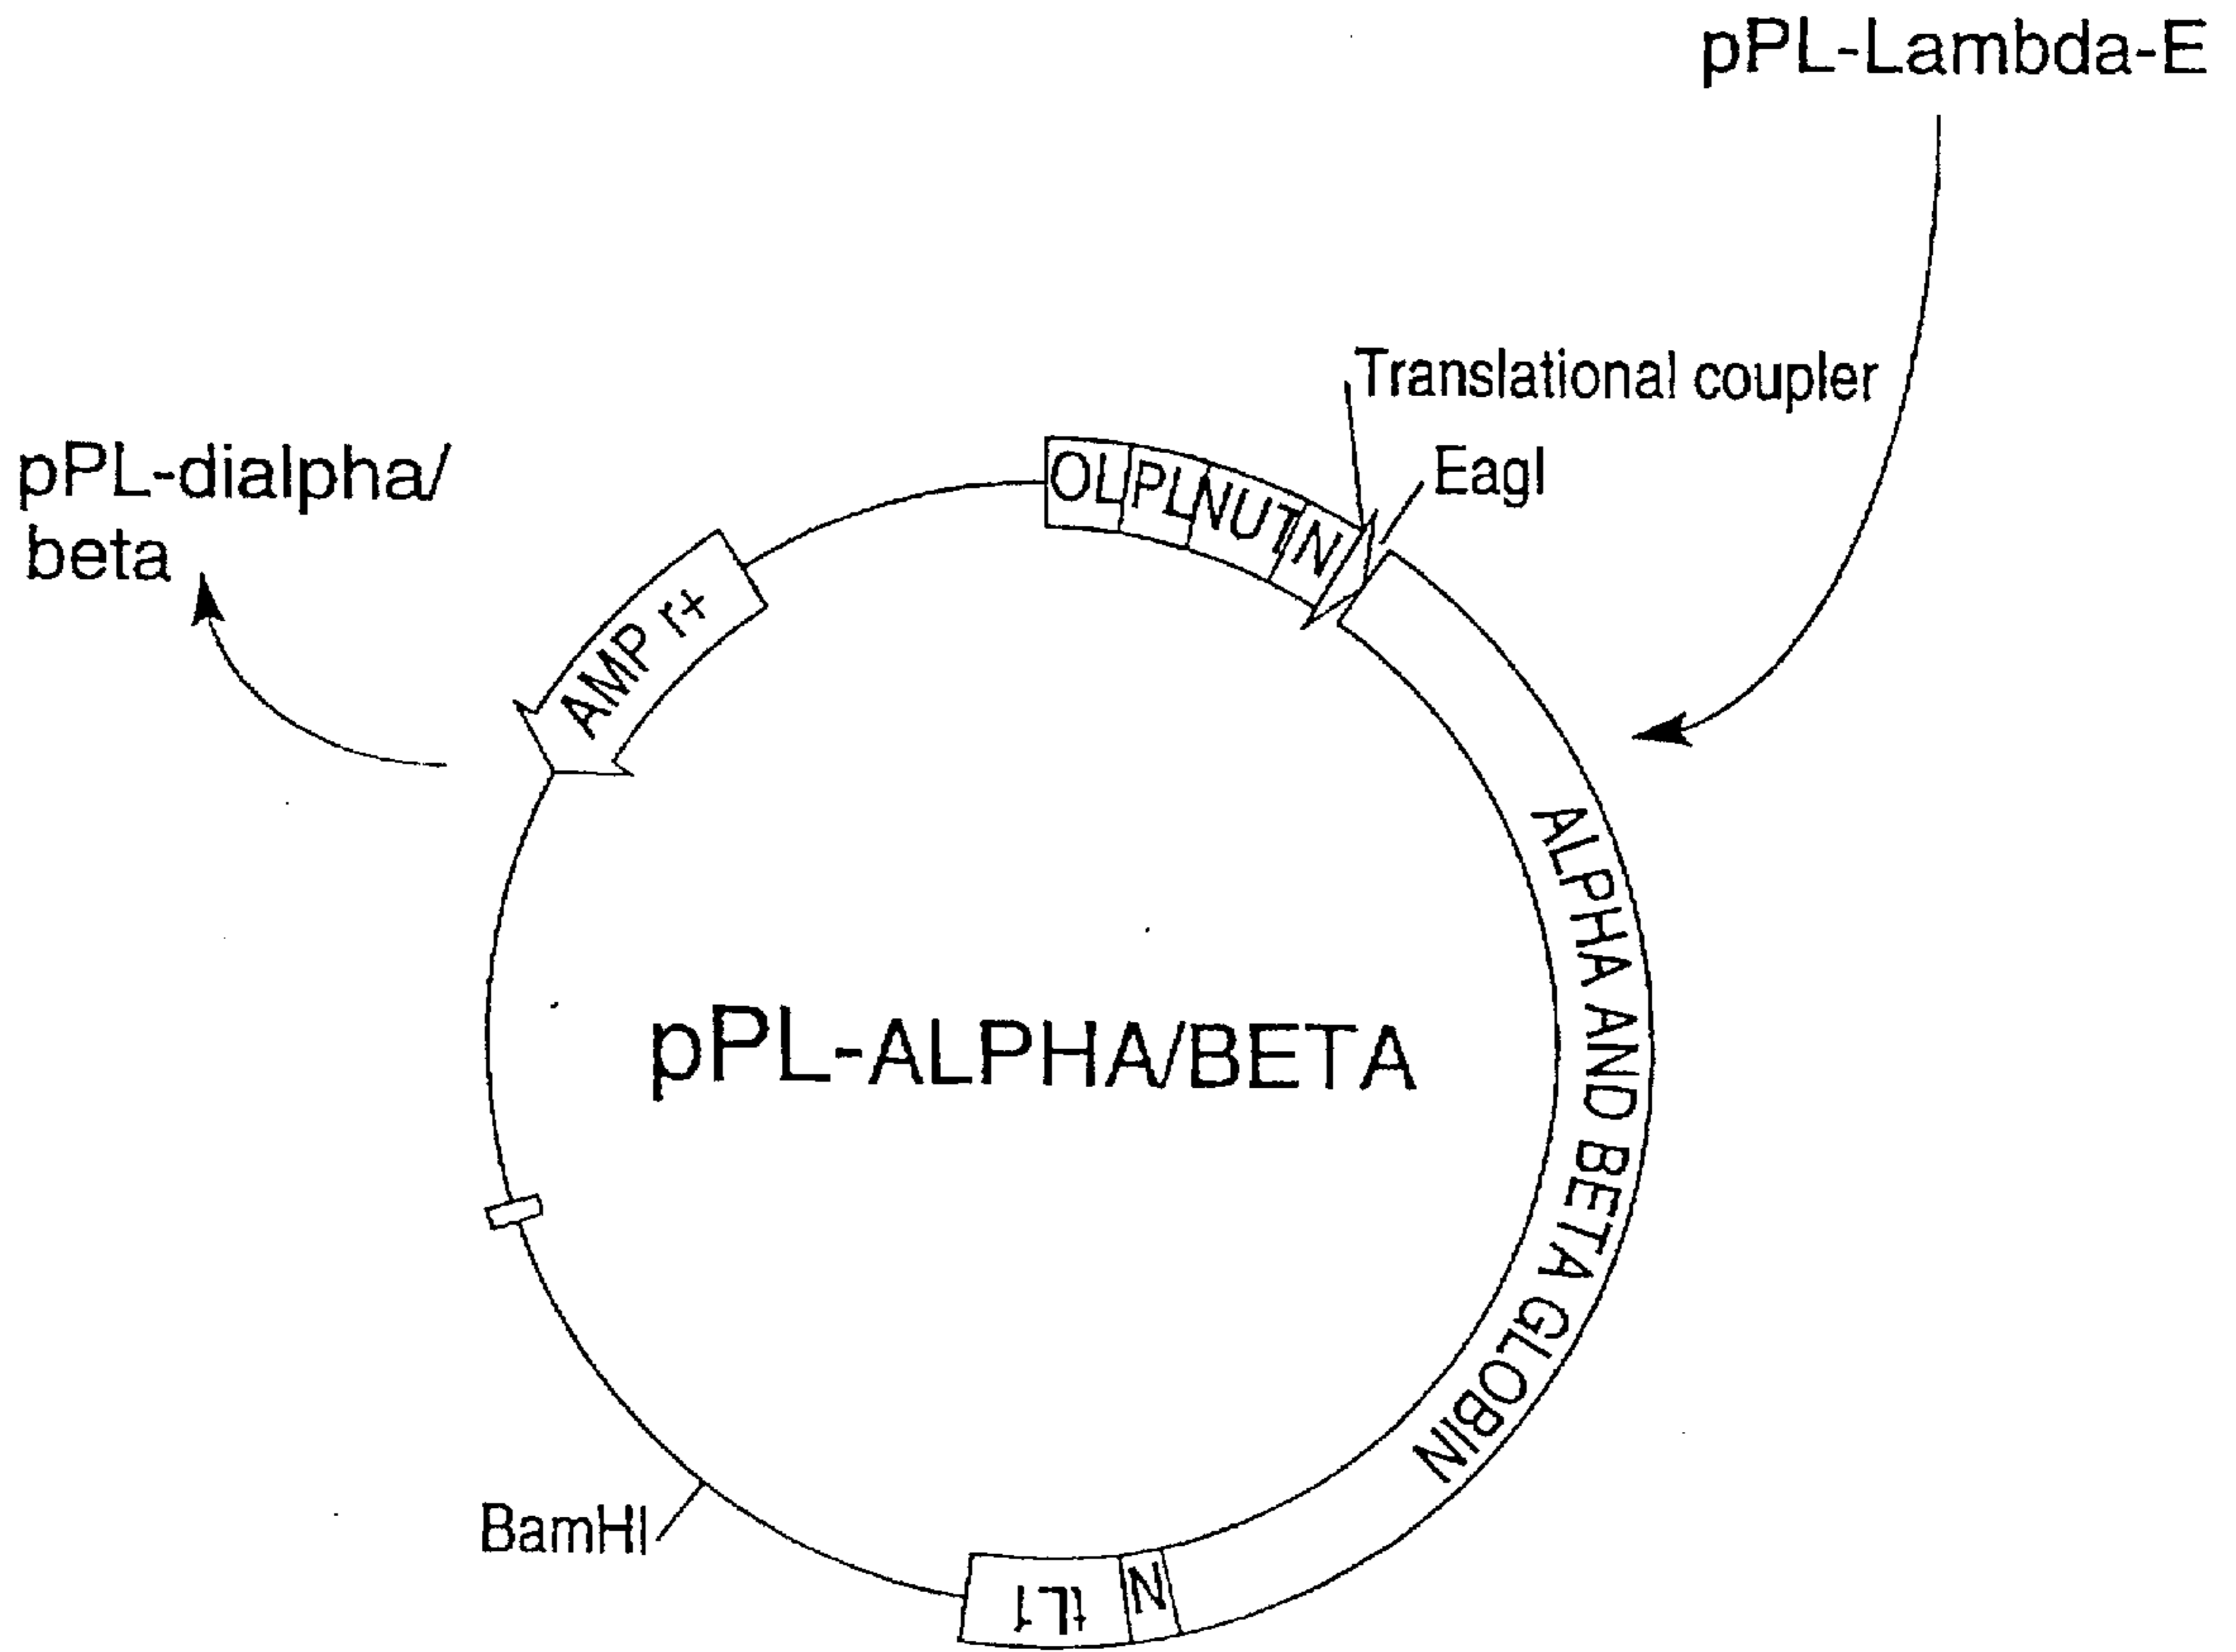 pPL-Lambda-E
Translational coupler
EagI
pPL-dialpha/
beta
OL
PL
NUT
N
AMP r+
ALPHA AND BETA GLOBIN
pPL-ALPHA/BETA
BamHI
tL1
N